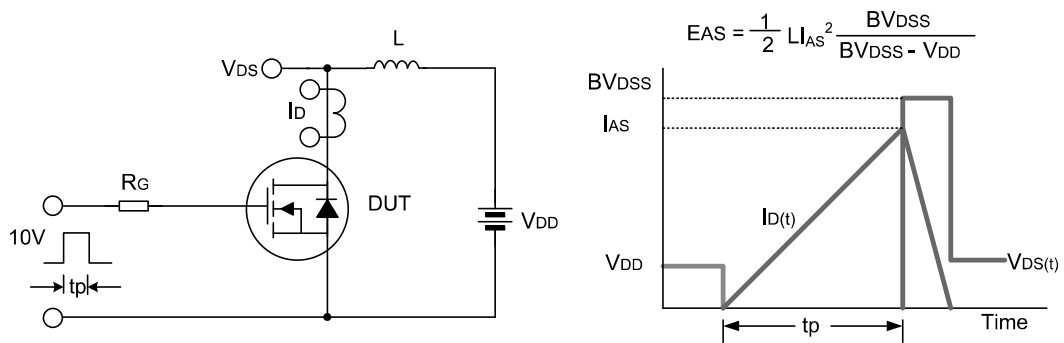 VDS
L
ID
RG
DUT
VDD
10V
tp
EAS = 1/2 LIAS² BVDSS / BVDSS - VDD
BVDSS
IAS
ID(t)
VDD
VDS(t)
tp
Time